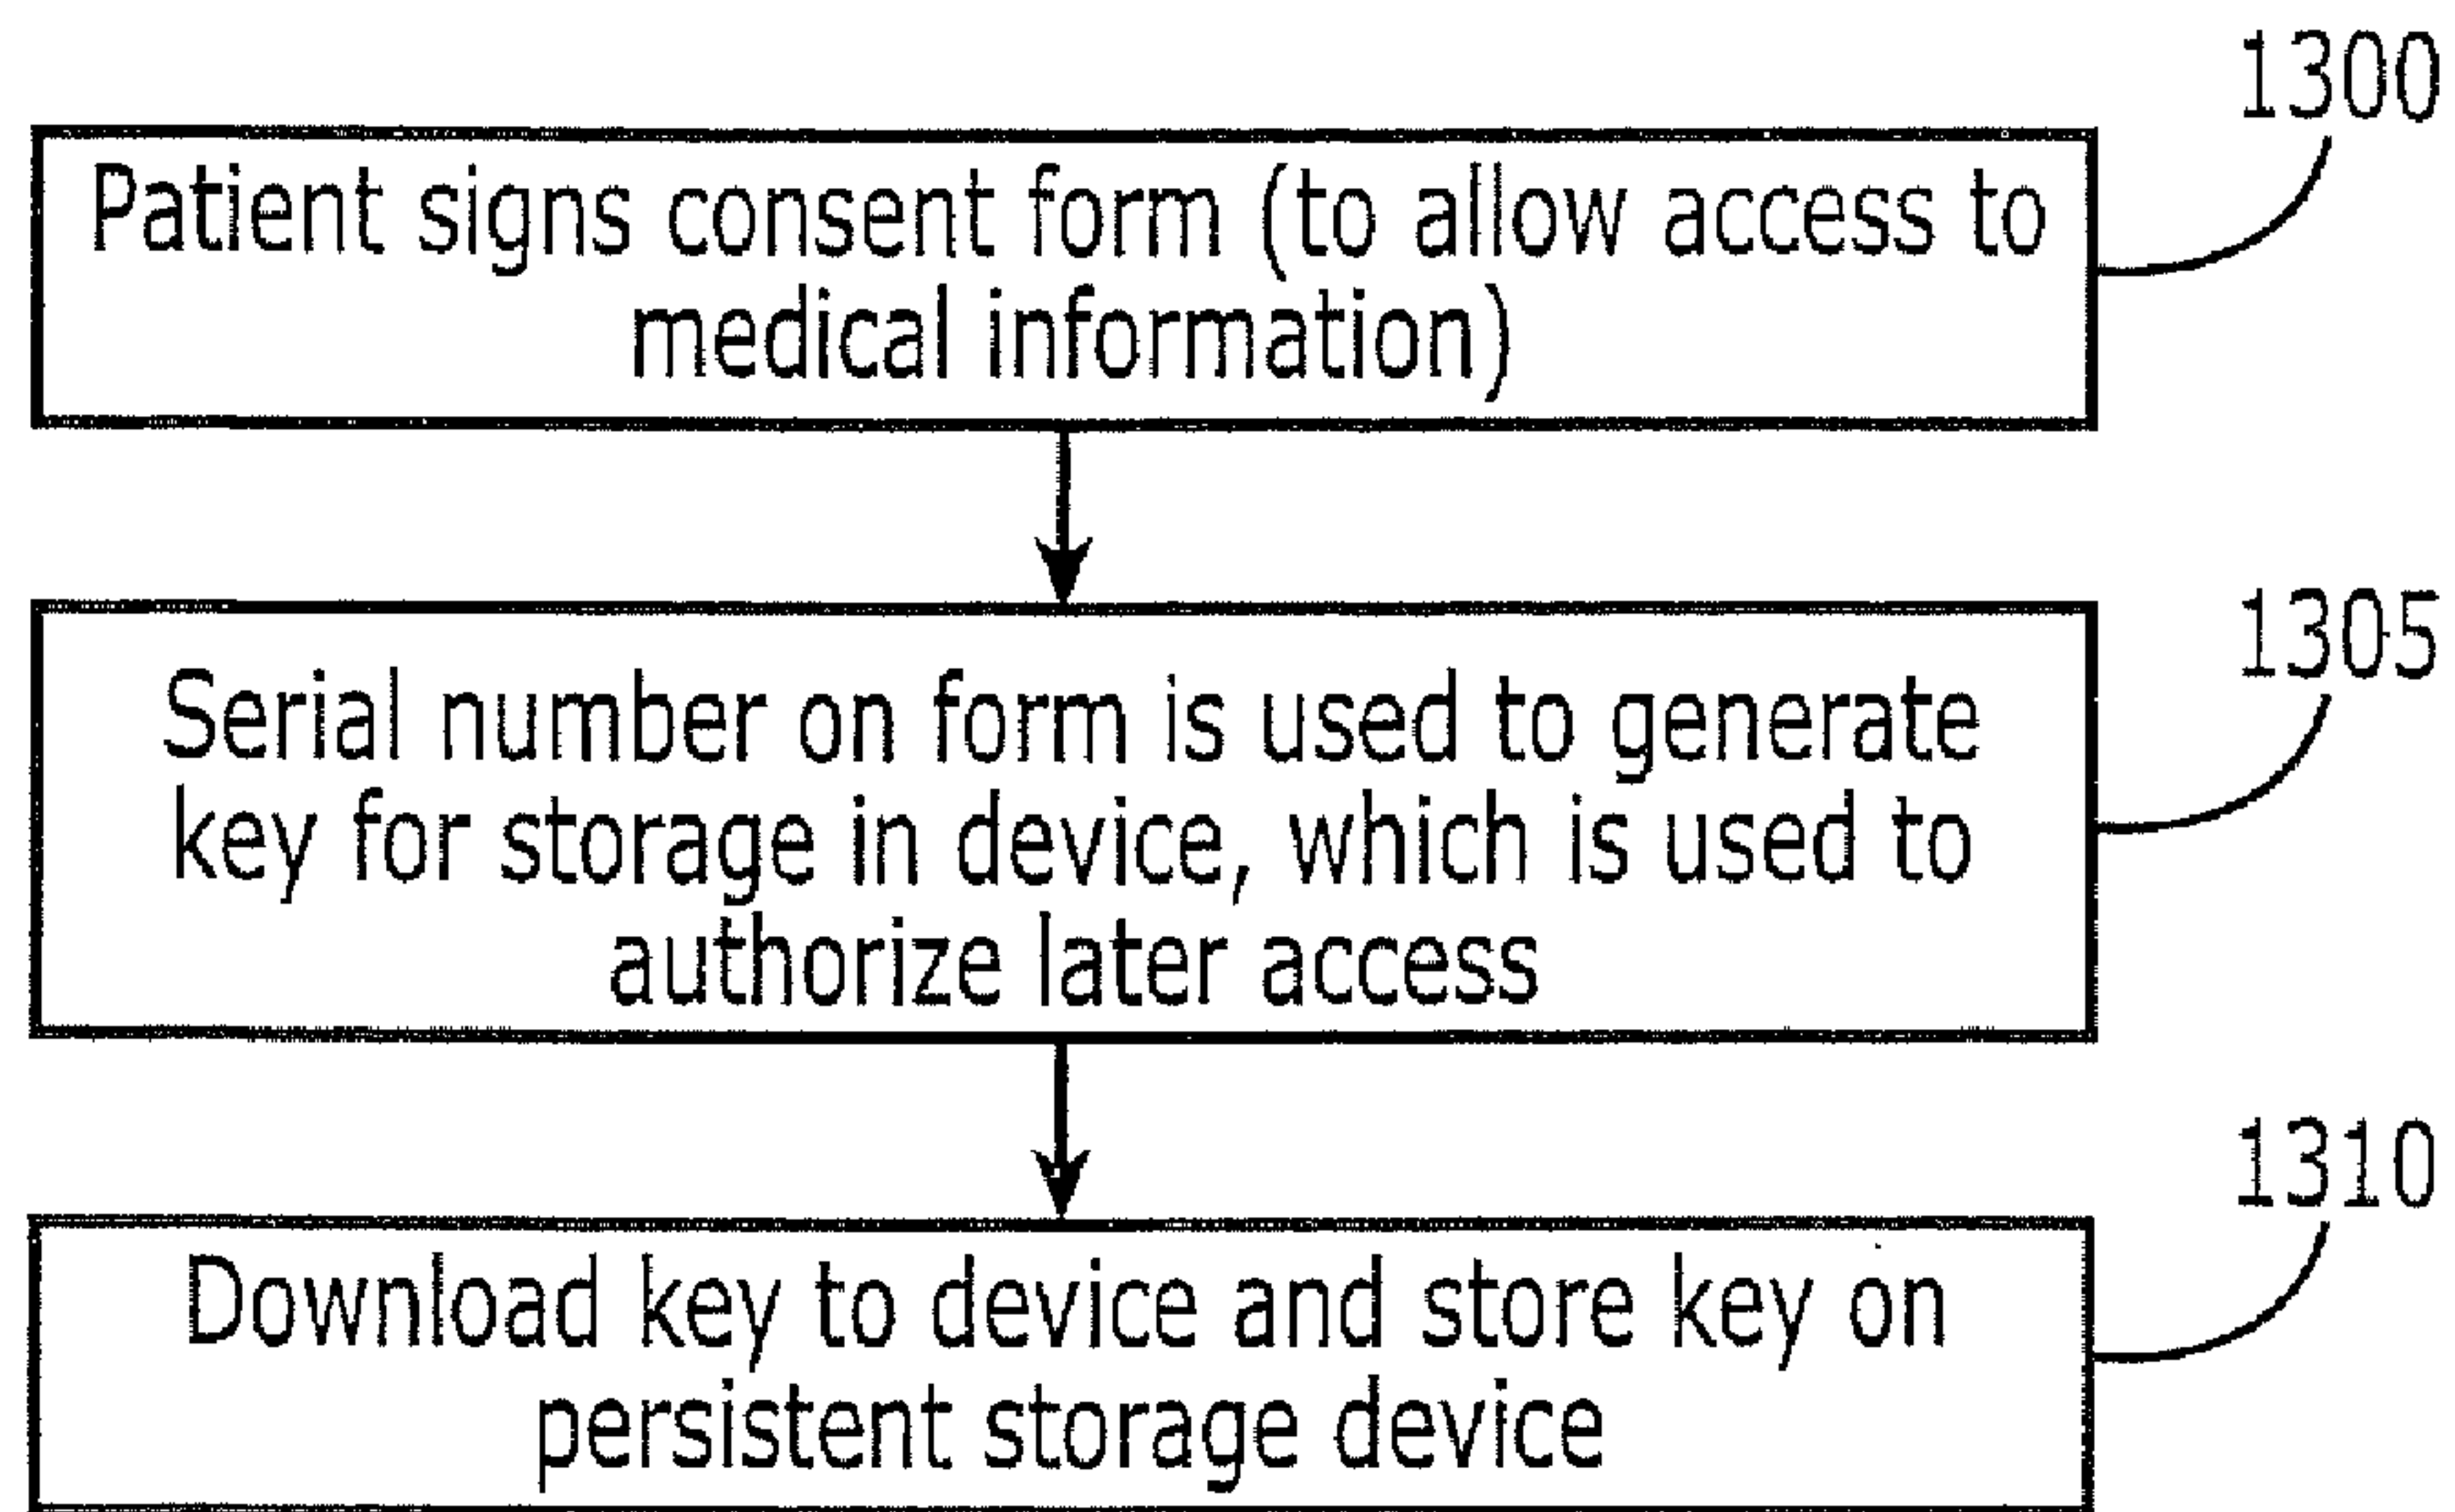 1300
Patient signs consent form (to allow access to
medical information)
1305
Serial number on form is used to generate
key for storage in device, which is used to
authorize later access
1310
Download key to device and store key on
persistent storage device